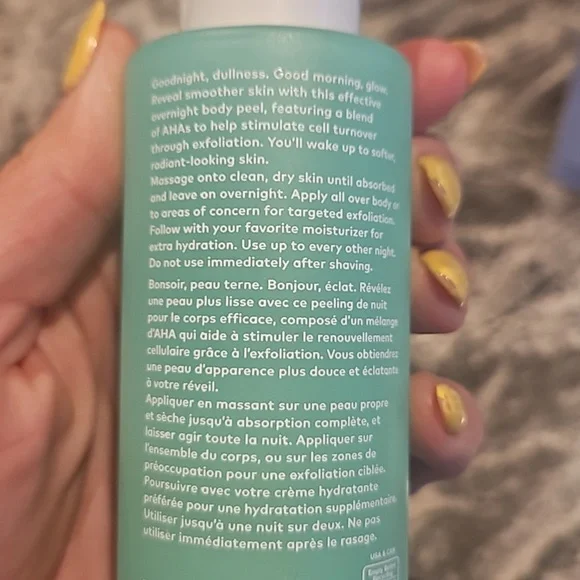 Goodnight, dullness. Good morning, glow.
Reveal smoother skin with this effective
overnight body peel, featuring a blend
of AHAs to help stimulate cell turnover
through exfoliation. You'll wake up to softer,
radiant-looking skin.
Massage onto clean, dry skin until absorbed
and leave on overnight. Apply all over body or
to areas of concern for targeted exfoliation.
Follow with your favorite moisturizer for
extra hydration. Use up to every other night.
Do not use immediately after shaving.
Bonsoir, peau terne. Bonjour, éclat. Révélez
une peau plus lisse avec ce peeling de nuit
pour le corps efficace, composé d'un mélange
d'AHA qui aide à stimuler le renouvellement
cellulaire grâce à l'exfoliation. Vous obtiendrez
une peau d'apparence plus douce et éclatante
à votre réveil.
Appliquer en massant sur une peau propre
et sèche jusqu'à absorption complète, et
laisser agir toute la nuit. Appliquer sur
l'ensemble du corps, ou sur les zones de
préoccupation pour une exfoliation ciblée.
Poursuivre avec votre crème hydratante
préférée pour une hydratation supplémentaire.
Utiliser jusqu'à une nuit sur deux. Ne pas
utiliser immédiatement après le rasage.
USA & CAN